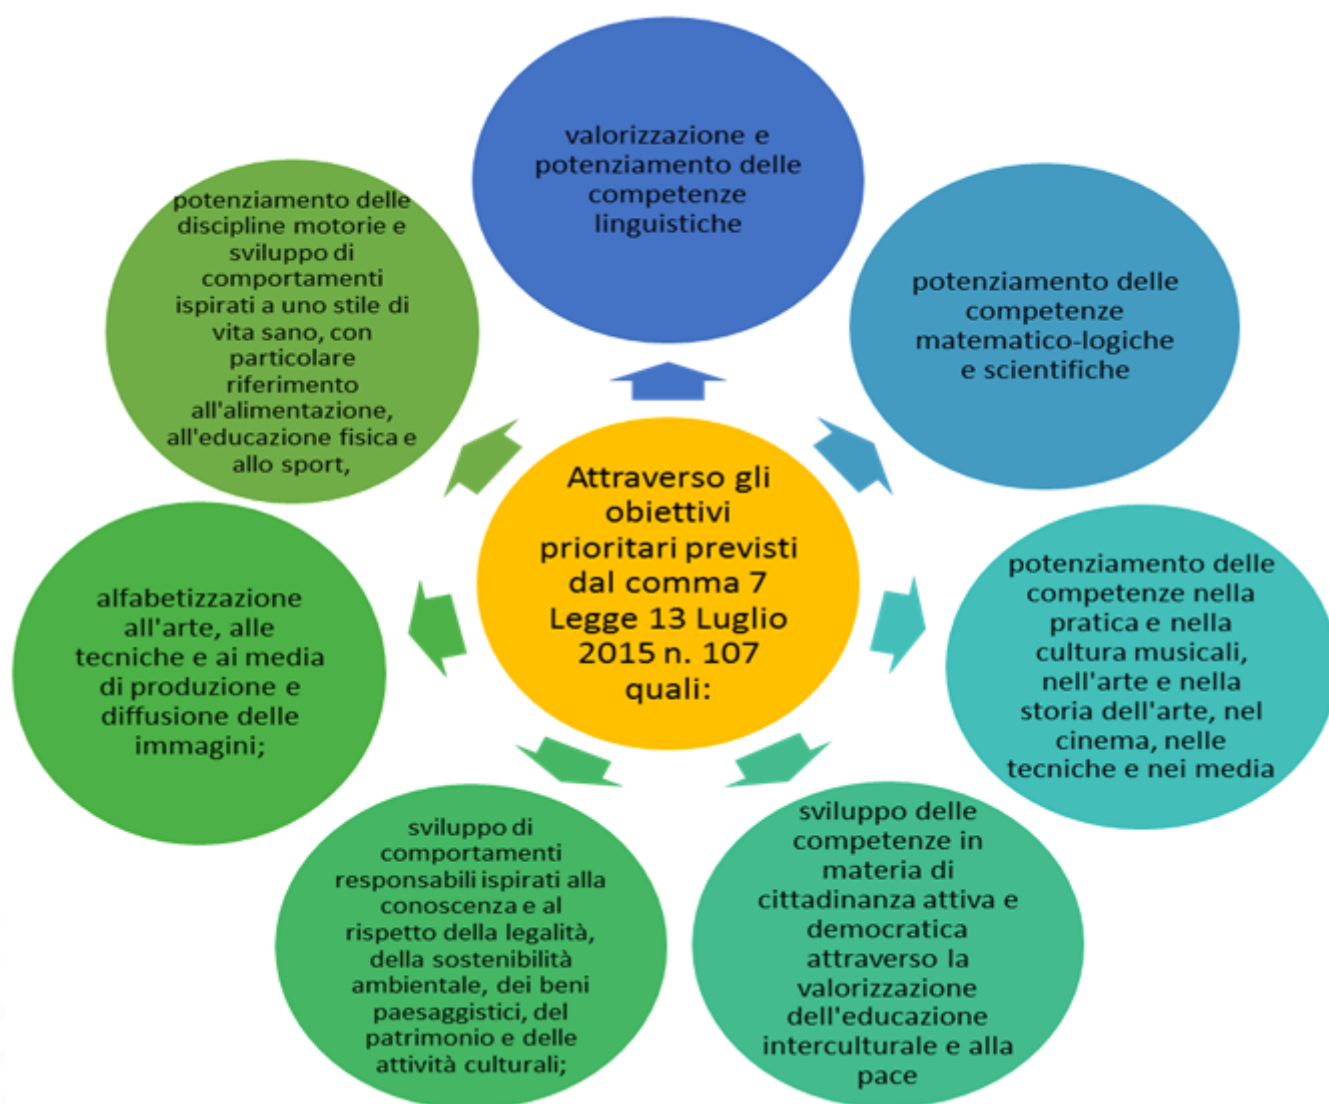 Attraverso gli
obiettivi
prioritari previsti
dal comma 7
Legge 13 Luglio
2015 n. 107
quali:
valorizzazione e
potenziamento delle
competenze
linguistiche
potenziamento delle
competenze
matematico-logiche
e scientifiche
potenziamento delle
competenze nella
pratica e nella
cultura musicali,
nell'arte e nella
storia dell'arte, nel
cinema, nelle
tecniche e nei media
sviluppo delle
competenze in
materia di
cittadinanza attiva e
democratica
attraverso la
valorizzazione
dell'educazione
interculturale e alla
pace
sviluppo di
comportamenti
responsabili ispirati alla
conoscenza e al
rispetto della legalità,
della sostenibilità
ambientale, dei beni
paesaggistici, del
patrimonio e delle
attività culturali;
alfabetizzazione
all'arte, alle
tecniche e ai media
di produzione e
diffusione delle
immagini;
potenziamento delle
discipline motorie e
sviluppo di
comportamenti
ispirati a uno stile di
vita sano, con
particolare
riferimento
all'alimentazione,
all'educazione fisica e
allo sport,